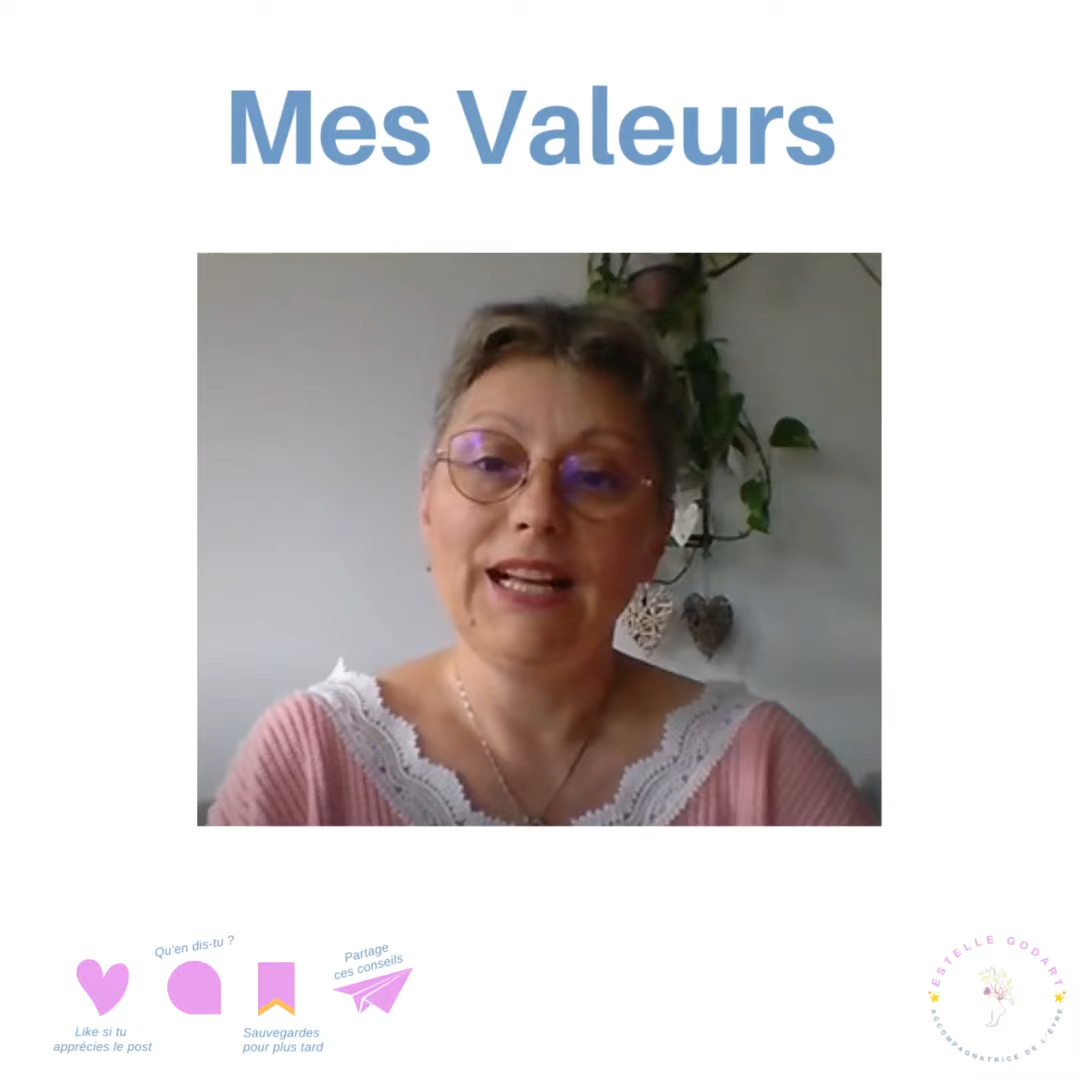 Mes Valeurs
Qu'en dis-tu ?
Partage
ces conseils
Like si tu
apprécies le post
Sauvegardes
pour plus tard
ESTELLE GODART
ACCOMPAGNATRICE DE L'ÊTRE